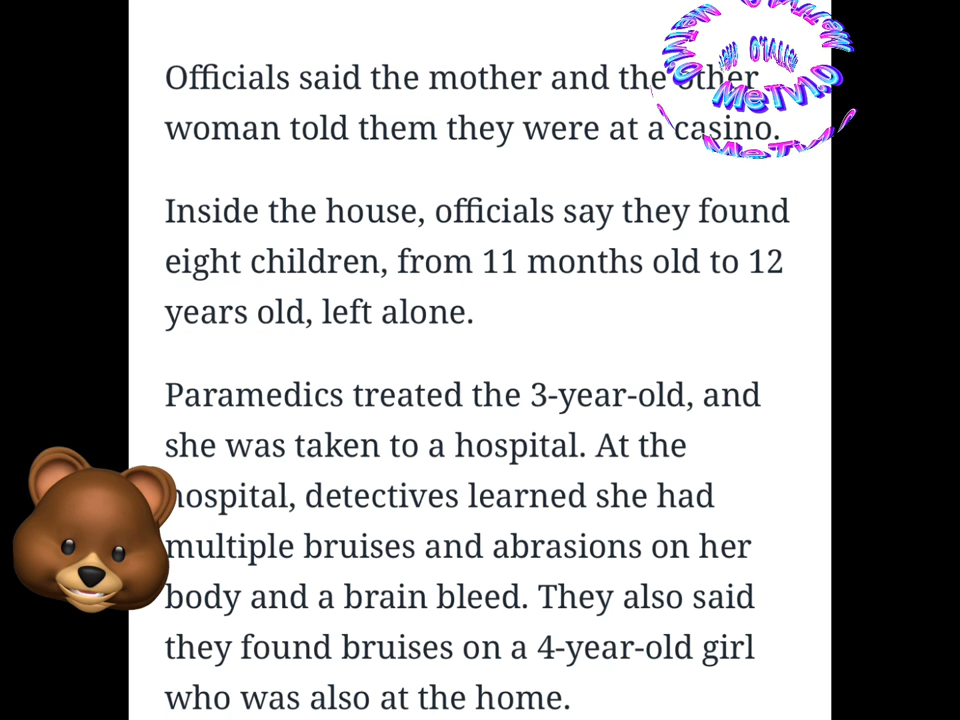 Officials said the mother and the other
woman told them they were at a casino.
Inside the house, officials say they found
eight children, from 11 months old to 12
years old, left alone.
Paramedics treated the 3-year-old, and
she was taken to a hospital. At the
hospital, detectives learned she had
multiple bruises and abrasions on her
body and a brain bleed. They also said
they found bruises on a 4-year-old girl
who was also at the home.
MeTV1.0